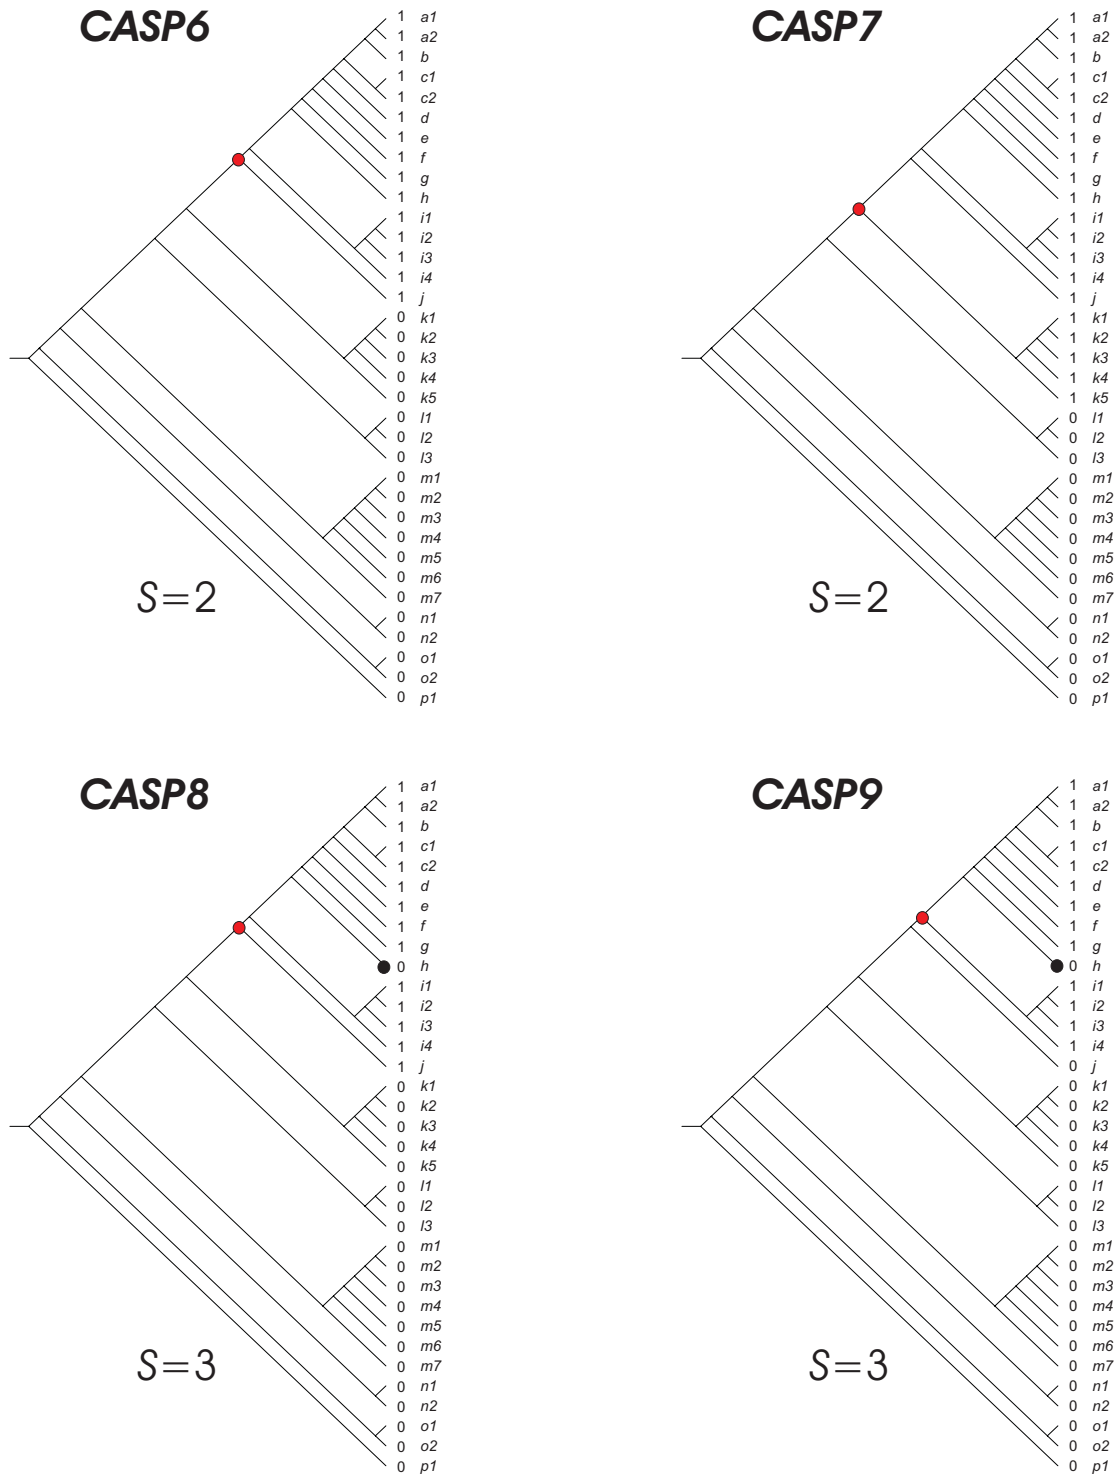 CASP6
1 a1
1 a2
1 b
1 c1
1 c2
1 d
1 e
1 f
1 g
1 h
1 i1
1 i2
1 i3
1 i4
1 j
0 k1
0 k2
0 k3
0 k4
0 k5
0 l1
0 l2
0 l3
0 m1
0 m2
0 m3
0 m4
0 m5
0 m6
0 m7
0 n1
0 n2
0 o1
0 o2
0 p1
S=2
CASP7
1 a1
1 a2
1 b
1 c1
1 c2
1 d
1 e
1 f
1 g
1 h
1 i1
1 i2
1 i3
1 i4
1 j
1 k1
1 k2
1 k3
1 k4
1 k5
0 l1
0 l2
0 l3
0 m1
0 m2
0 m3
0 m4
0 m5
0 m6
0 m7
0 n1
0 n2
0 o1
0 o2
0 p1
S=2
CASP8
1 a1
1 a2
1 b
1 c1
1 c2
1 d
1 e
1 f
1 g
0 h
1 i1
1 i2
1 i3
1 i4
1 j
0 k1
0 k2
0 k3
0 k4
0 k5
0 l1
0 l2
0 l3
0 m1
0 m2
0 m3
0 m4
0 m5
0 m6
0 m7
0 n1
0 n2
0 o1
0 o2
0 p1
S=3
CASP9
1 a1
1 a2
1 b
1 c1
1 c2
1 d
1 e
1 f
1 g
0 h
1 i1
1 i2
1 i3
1 i4
0 j
0 k1
0 k2
0 k3
0 k4
0 k5
0 l1
0 l2
0 l3
0 m1
0 m2
0 m3
0 m4
0 m5
0 m6
0 m7
0 n1
0 n2
0 o1
0 o2
0 p1
S=3